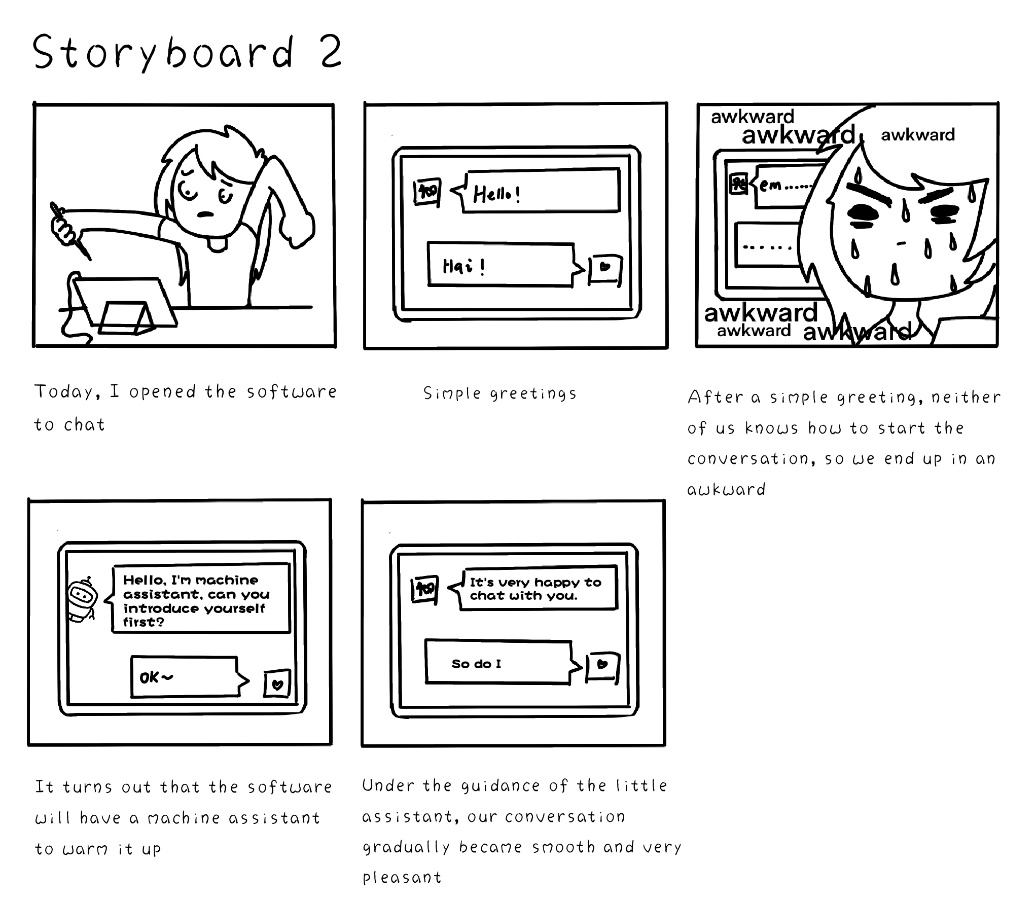 Storyboard 2
Hello!
Hai!
awkward
awkward
awkward
em......
......
awkward
awkward
awkward
Today, I opened the software
to chat
Simple greetings
After a simple greeting, neither
of us knows how to start the
conversation, so we end up in an
awkward
Hello, I'm machine
assistant, can you
introduce yourself
first?
OK~
It's very happy to
chat with you.
So do I
It turns out that the software
will have a machine assistant
to warm it up
Under the guidance of the little
assistant, our conversation
gradually became smooth and very
pleasant